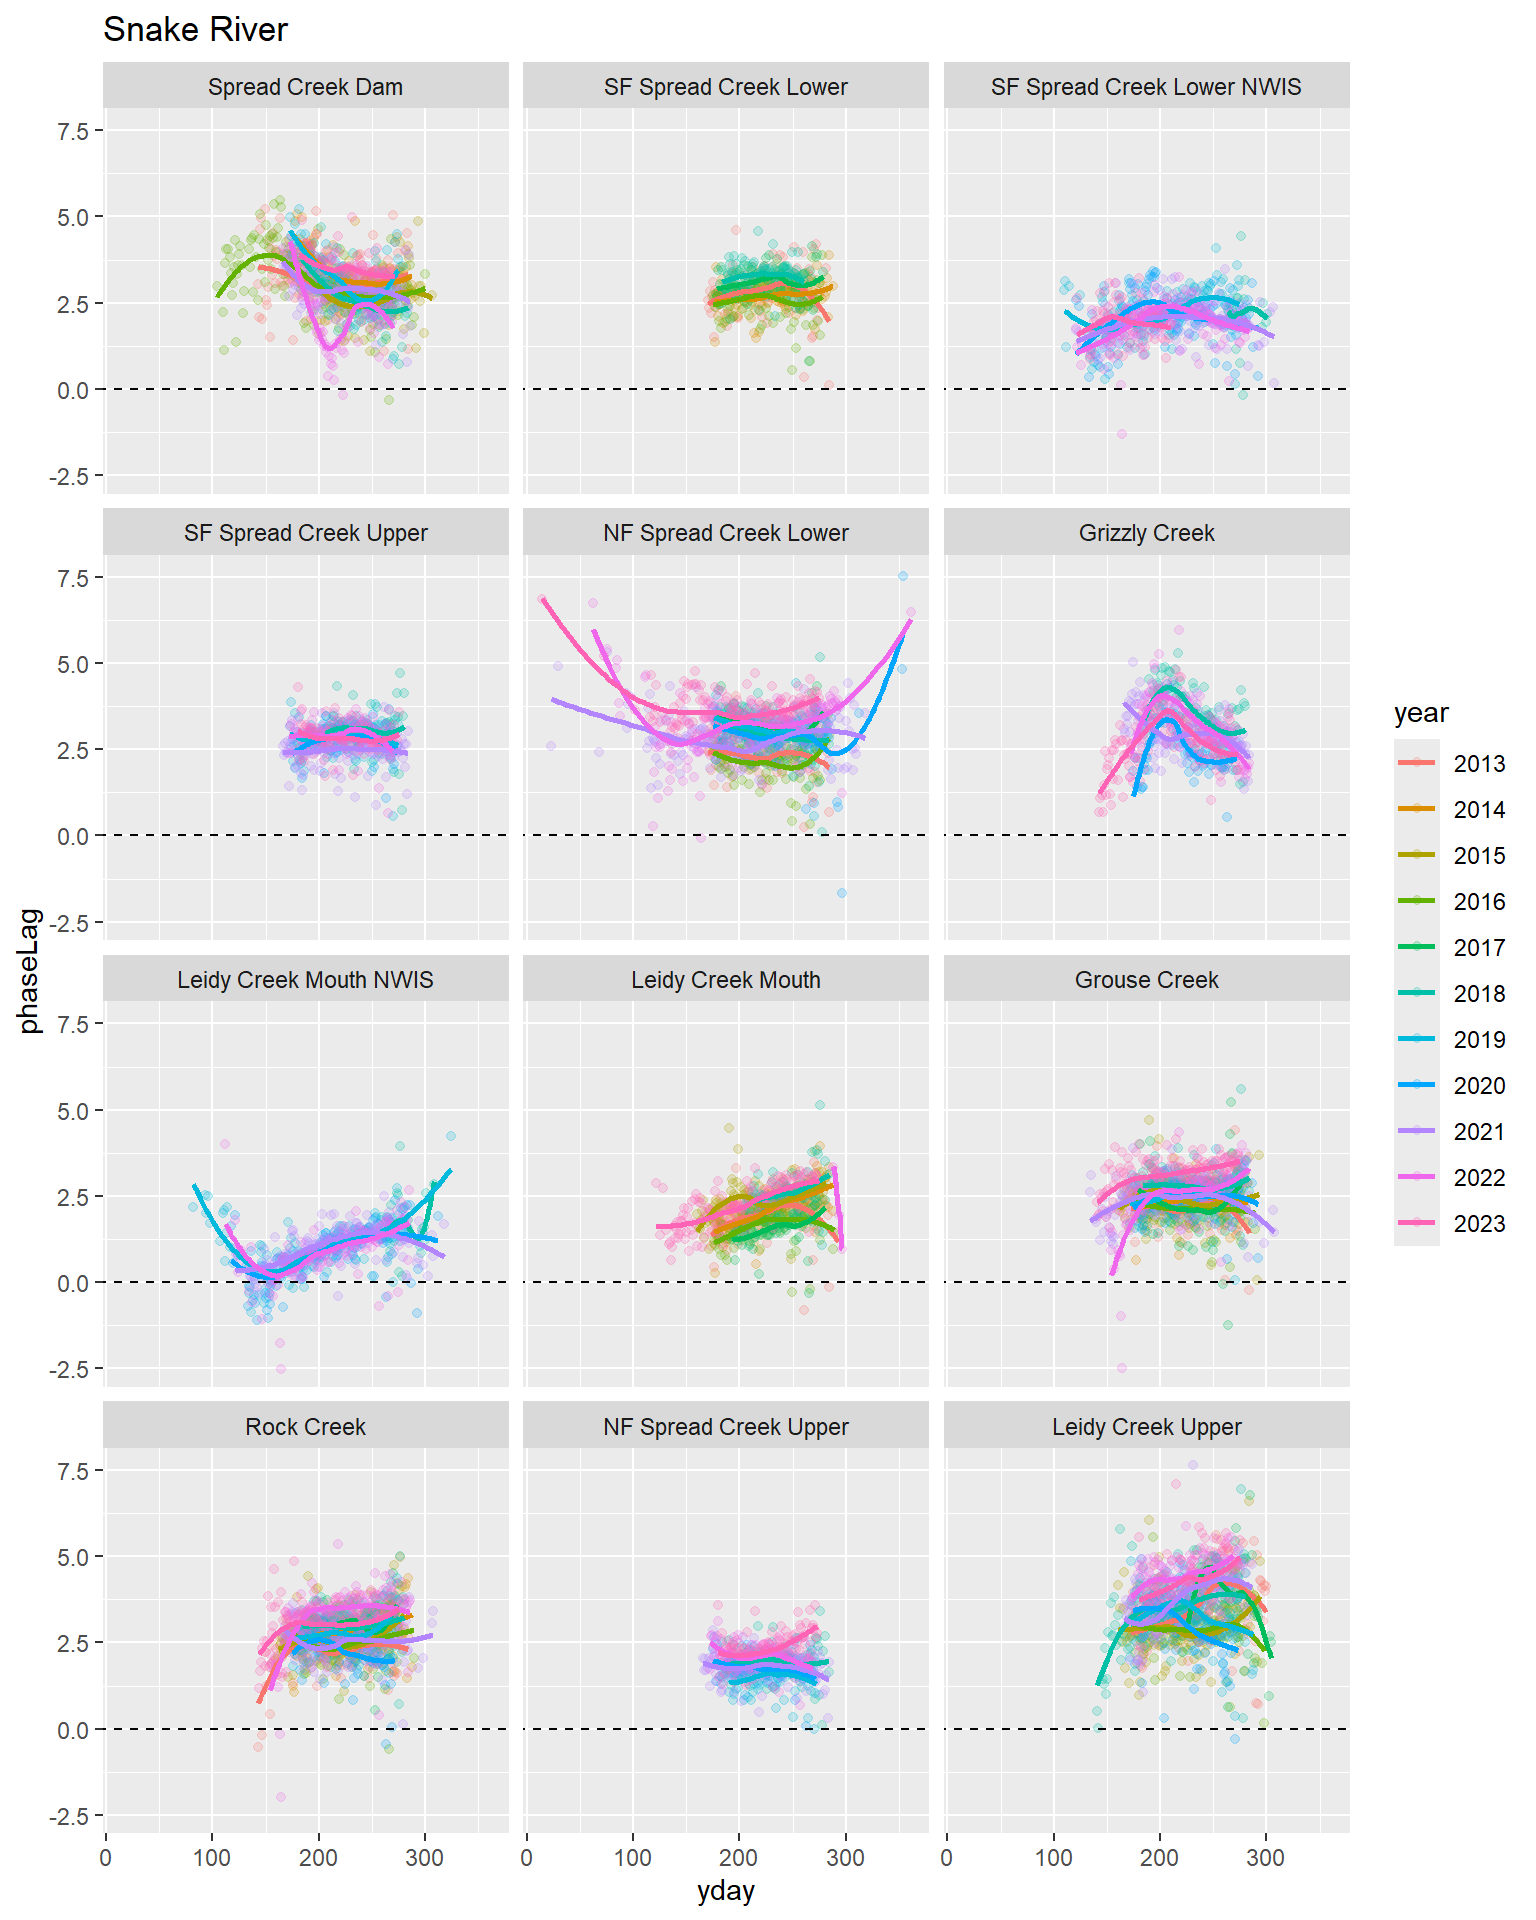 Snake River
Spread Creek Dam
SF Spread Creek Lower
SF Spread Creek Lower NWIS
7.5
5.0
2.5
0.0
-2.5
SF Spread Creek Upper
NF Spread Creek Lower
Grizzly Creek
7.5
5.0
2.5
0.0
-2.5
Leidy Creek Mouth NWIS
Leidy Creek Mouth
Grouse Creek
7.5
5.0
2.5
0.0
-2.5
Rock Creek
NF Spread Creek Upper
Leidy Creek Upper
7.5
5.0
2.5
0.0
-2.5
0 100 200 300
0 100 200 300
0 100 200 300
yday
phaseLag
year
2013
2014
2015
2016
2017
2018
2019
2020
2021
2022
2023